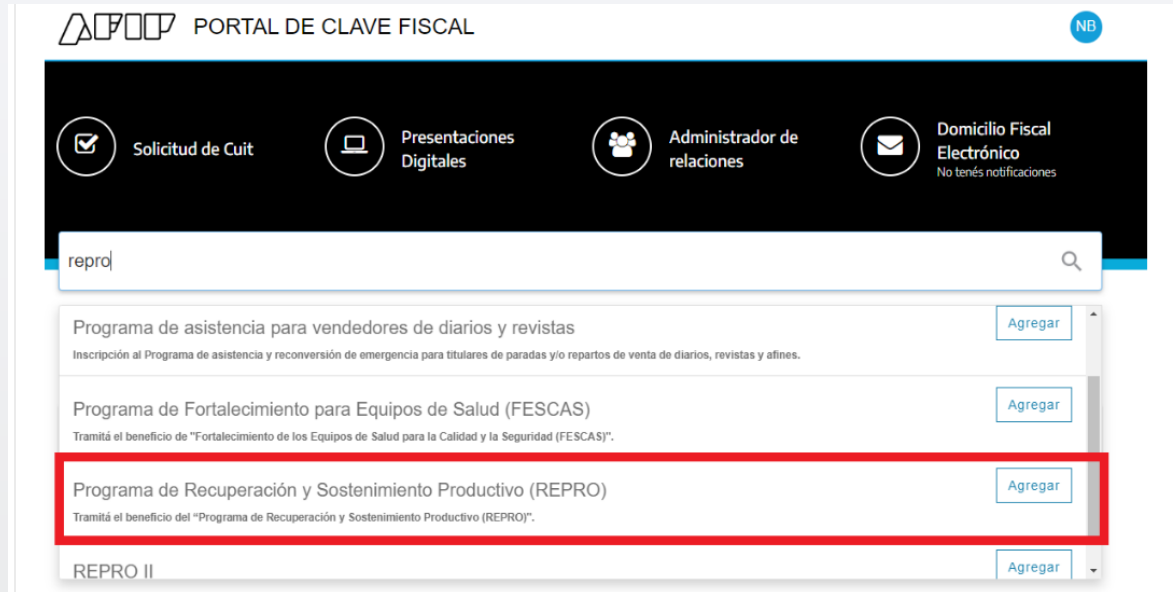 AFIP PORTAL DE CLAVE FISCAL
NB
Solicitud de Cuit
Presentaciones
Digitales
Administrador de
relaciones
Domicilio Fiscal
Electrónico
No tenés notificaciones
repro
Programa de asistencia para vendedores de diarios y revistas
Agregar
Inscripción al Programa de asistencia y reconversión de emergencia para titulares de paradas y/o repartos de venta de diarios, revistas y afines.
Programa de Fortalecimiento para Equipos de Salud (FESCAS)
Agregar
Tramitá el beneficio de "Fortalecimiento de los Equipos de Salud para la Calidad y la Seguridad (FESCAS)".
Programa de Recuperación y Sostenimiento Productivo (REPRO)
Agregar
Tramitá el beneficio del “Programa de Recuperación y Sostenimiento Productivo (REPRO)”.
REPRO II
Agregar